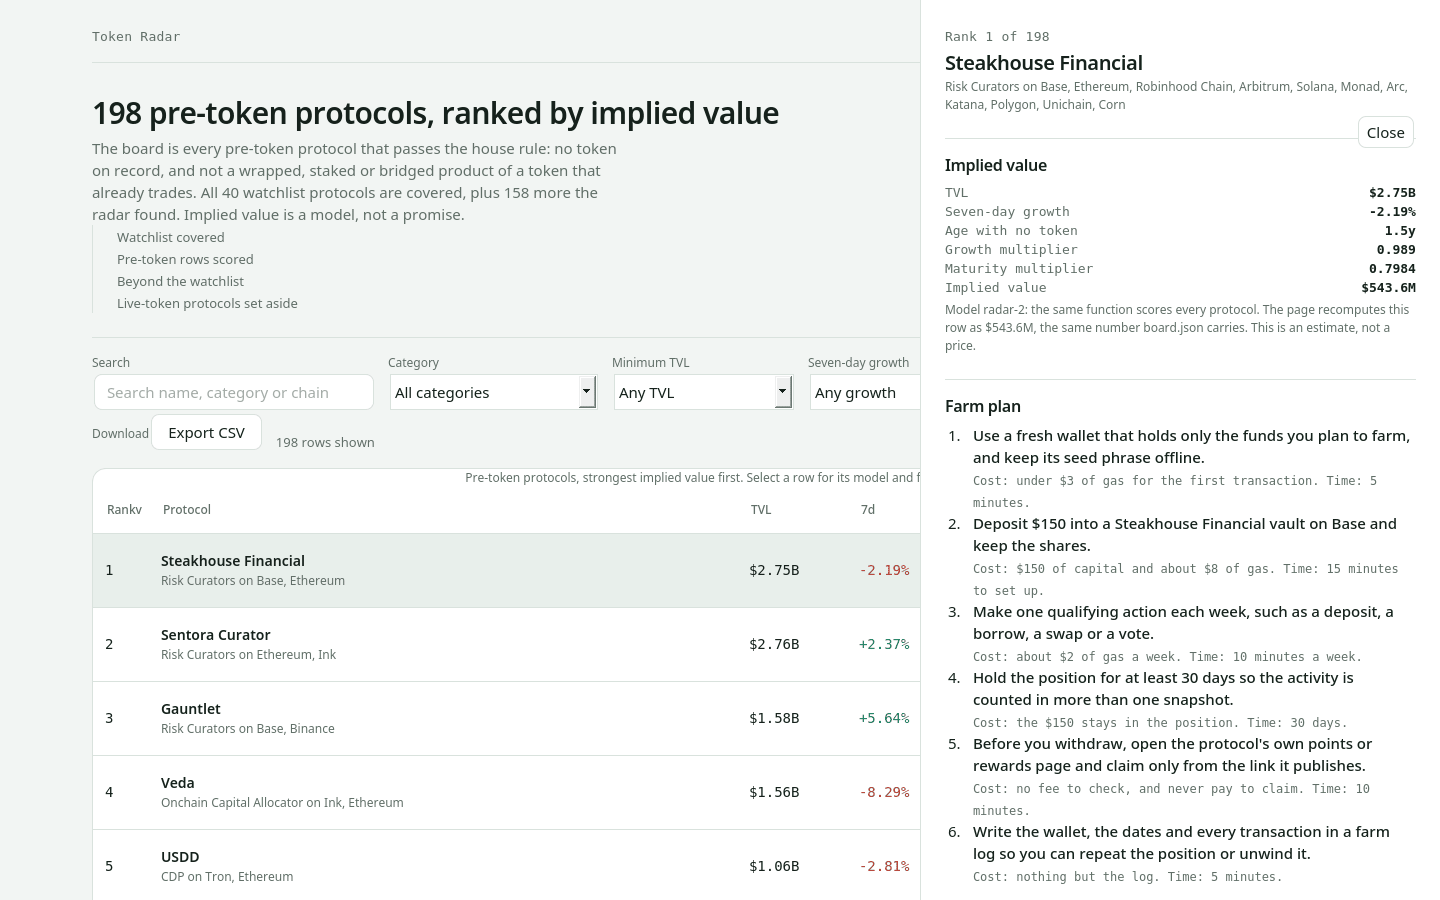 Token Radar
198 pre-token protocols, ranked by implied value
The board is every pre-token protocol that passes the house rule: no token
on record, and not a wrapped, staked or bridged product of a token that
already trades. All 40 watchlist protocols are covered, plus 158 more the
radar found. Implied value is a model, not a promise.
Watchlist covered
Pre-token rows scored
Beyond the watchlist
Live-token protocols set aside
Search
Category
Minimum TVL
Seven-day growth
Search name, category or chain
All categories
Any TVL
Any growth
Download
Export CSV
198 rows shown
Pre-token protocols, strongest implied value first. Select a row for its model and f
Rankv Protocol TVL 7d
1 Steakhouse Financial $2.75B -2.19%
Risk Curators on Base, Ethereum
2 Sentora Curator $2.76B +2.37%
Risk Curators on Ethereum, Ink
3 Gauntlet $1.58B +5.64%
Risk Curators on Base, Binance
4 Veda $1.56B -8.29%
Onchain Capital Allocator on Ink, Ethereum
5 USDD $1.06B -2.81%
CDP on Tron, Ethereum
Rank 1 of 198
Steakhouse Financial
Risk Curators on Base, Ethereum, Robinhood Chain, Arbitrum, Solana, Monad, Arc,
Katana, Polygon, Unichain, Corn
Close
Implied value
TVL $2.75B
Seven-day growth -2.19%
Age with no token 1.5y
Growth multiplier 0.989
Maturity multiplier 0.7984
Implied value $543.6M
Model radar-2: the same function scores every protocol. The page recomputes this
row as $543.6M, the same number board.json carries. This is an estimate, not a
price.
Farm plan
1. Use a fresh wallet that holds only the funds you plan to farm,
and keep its seed phrase offline.
Cost: under $3 of gas for the first transaction. Time: 5
minutes.
2. Deposit $150 into a Steakhouse Financial vault on Base and
keep the shares.
Cost: $150 of capital and about $8 of gas. Time: 15 minutes
to set up.
3. Make one qualifying action each week, such as a deposit, a
borrow, a swap or a vote.
Cost: about $2 of gas a week. Time: 10 minutes a week.
4. Hold the position for at least 30 days so the activity is
counted in more than one snapshot.
Cost: the $150 stays in the position. Time: 30 days.
5. Before you withdraw, open the protocol's own points or
rewards page and claim only from the link it publishes.
Cost: no fee to check, and never pay to claim. Time: 10
minutes.
6. Write the wallet, the dates and every transaction in a farm
log so you can repeat the position or unwind it.
Cost: nothing but the log. Time: 5 minutes.